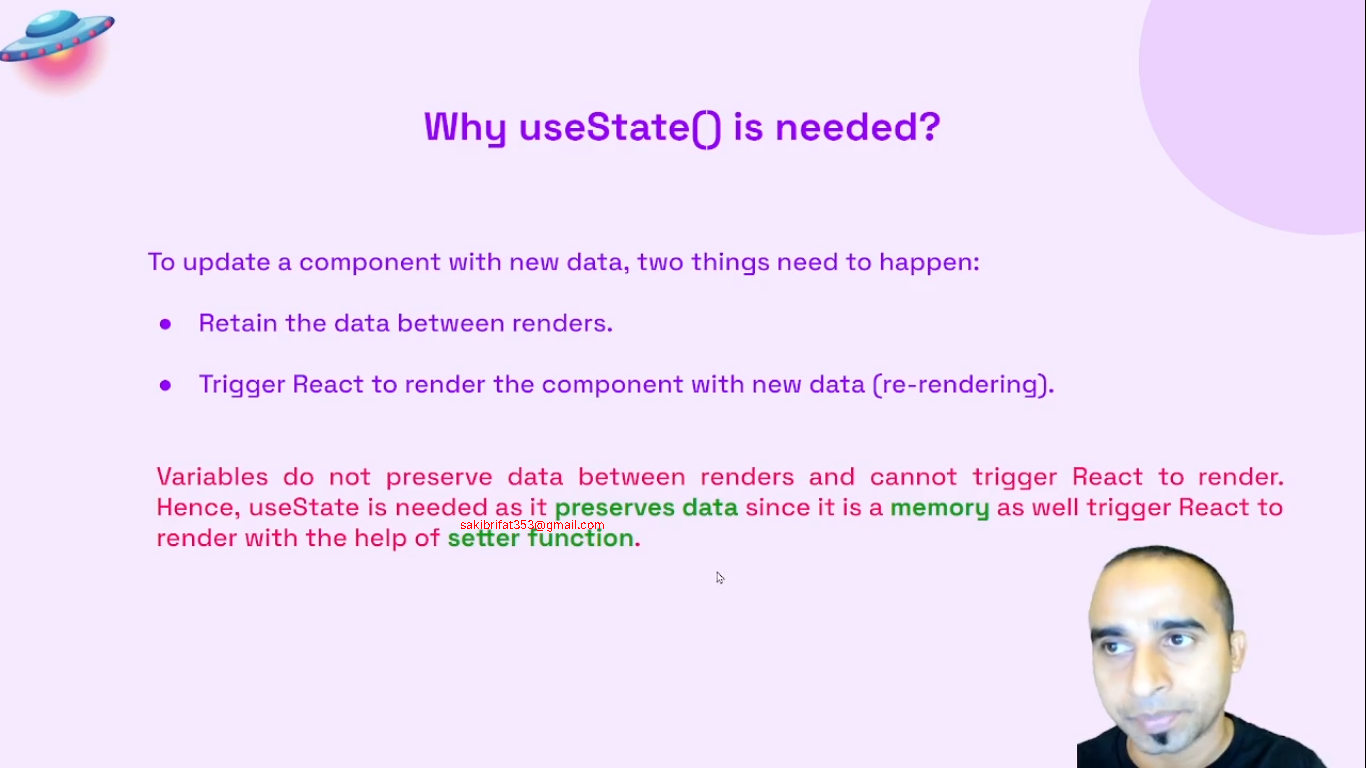 Why useState() is needed?
To update a component with new data, two things need to happen:
● Retain the data between renders.
● Trigger React to render the component with new data (re-rendering).
Variables do not preserve data between renders and cannot trigger React to render.
Hence, useState is needed as it preserves data since it is a memory as well trigger React to
sakibrifat353@gmail.com
render with the help of setter function.